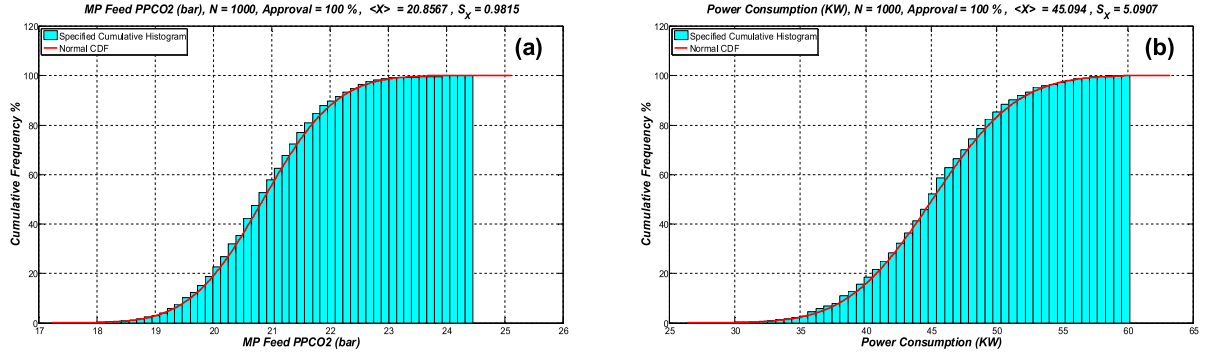 MP Feed PPCO2 (bar), N = 1000, Approval = 100 %, <X> = 20.8567 , S_X = 0.9815
Specified Cumulative Histogram
Normal CDF
(a)
Cumulative Frequency %
120
100
80
60
40
20
0
17 18 19 20 21 22 23 24 25 26
MP Feed PPCO2 (bar)
Power Consumption (KW), N = 1000, Approval = 100 %, <X> = 45.094 , S_X = 5.0907
Specified Cumulative Histogram
Normal CDF
(b)
Cumulative Frequency %
120
100
80
60
40
20
0
25 30 35 40 45 50 55 60 65
Power Consumption (KW)